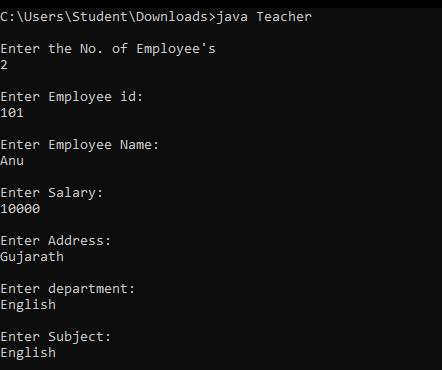 C:\Users\Student\Downloads>java Teacher
Enter the No. of Employee's
2
Enter Employee id:
101
Enter Employee Name:
Anu
Enter Salary:
10000
Enter Address:
Gujarath
Enter department:
English
Enter Subject:
English